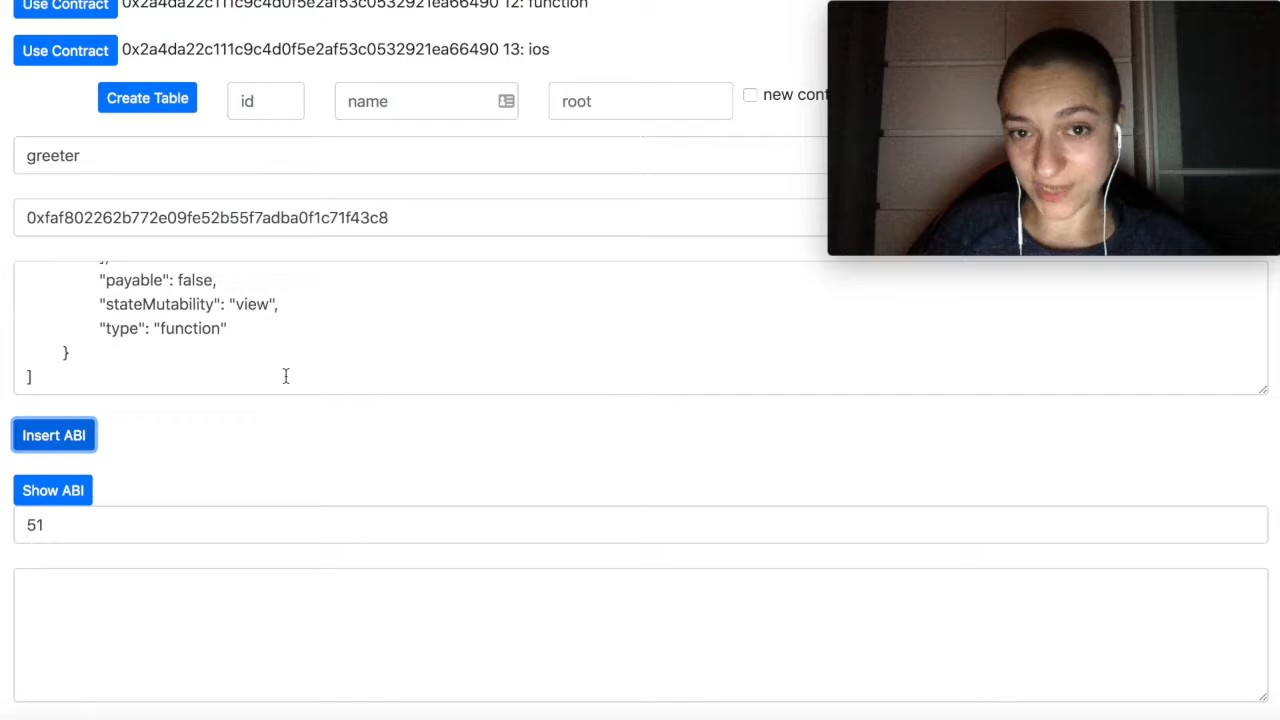 Use Contract 0x2a4da22c111c9c4d0f5e2af53c0532921ea66490 12: function
Use Contract 0x2a4da22c111c9c4d0f5e2af53c0532921ea66490 13: ios
Create Table id name root new cont
greeter
0xfaf802262b772e09fe52b55f7adba0f1c71f43c8
],
"payable": false,
"stateMutability": "view",
"type": "function"
}
]
Insert ABI
Show ABI
51